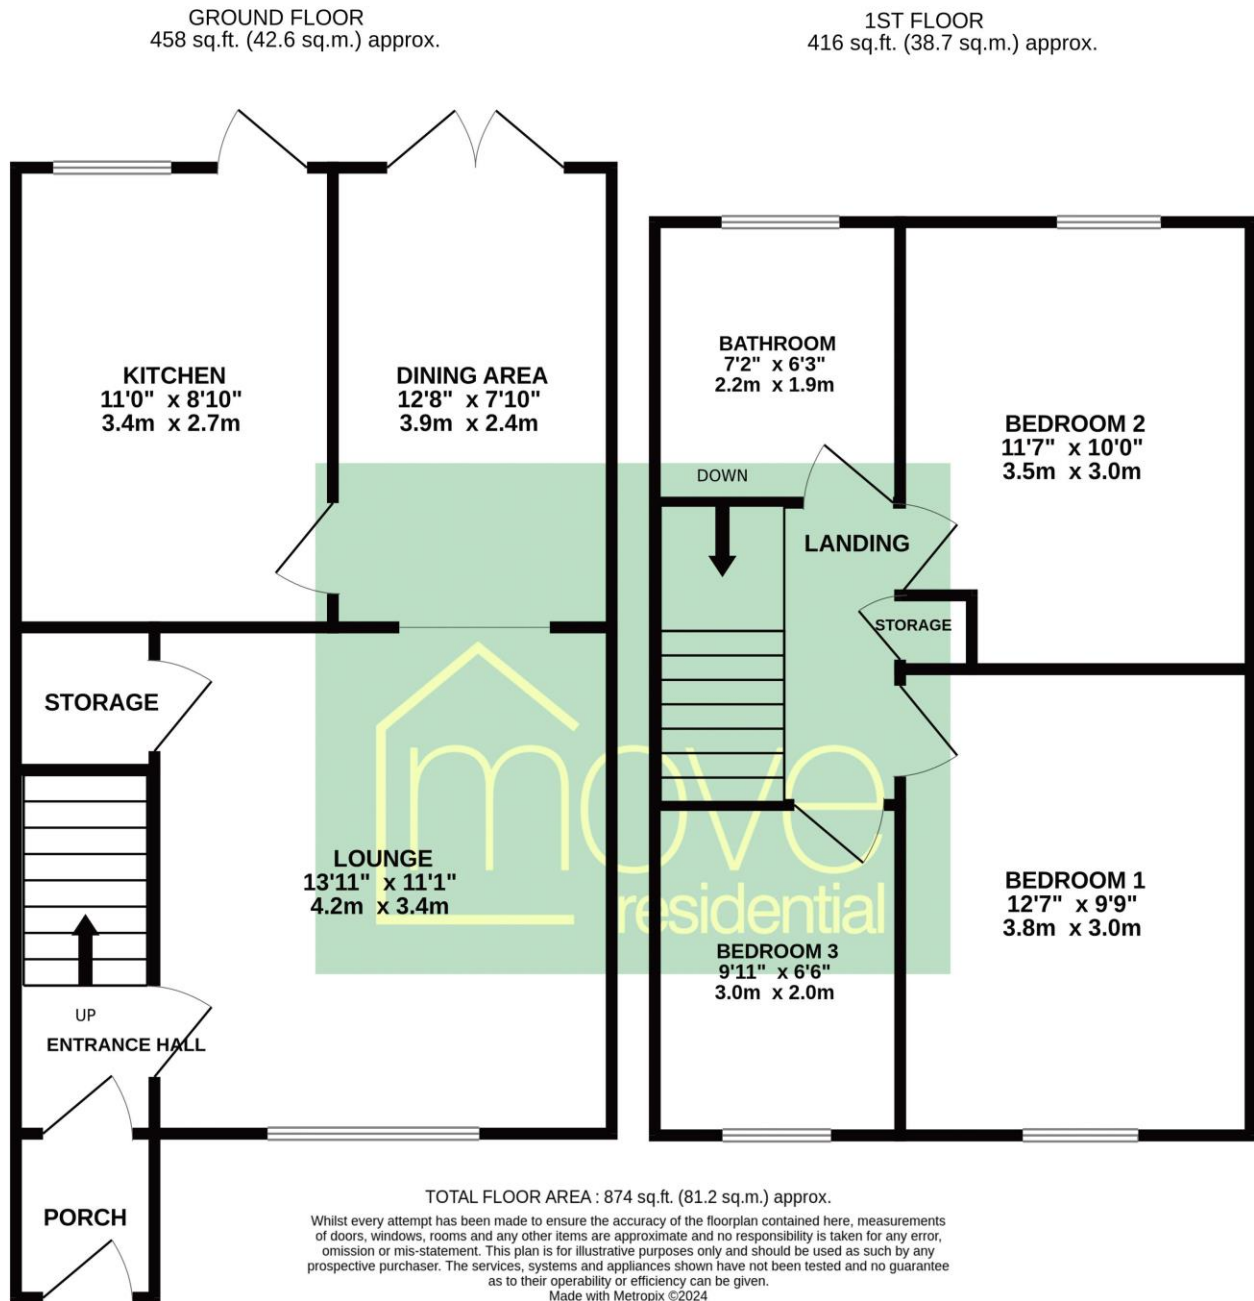 GROUND FLOOR
458 sq.ft. (42.6 sq.m.) approx.
1ST FLOOR
416 sq.ft. (38.7 sq.m.) approx.
KITCHEN
11'0" x 8'10"
3.4m x 2.7m
DINING AREA
12'8" x 7'10"
3.9m x 2.4m
STORAGE
LOUNGE
13'11" x 11'1"
4.2m x 3.4m
UP
ENTRANCE HALL
PORCH
BATHROOM
7'2" x 6'3"
2.2m x 1.9m
BEDROOM 2
11'7" x 10'0"
3.5m x 3.0m
DOWN
LANDING
STORAGE
BEDROOM 1
12'7" x 9'9"
3.8m x 3.0m
BEDROOM 3
9'11" x 6'6"
3.0m x 2.0m
move
residential
TOTAL FLOOR AREA : 874 sq.ft. (81.2 sq.m.) approx.
Whilst every attempt has been made to ensure the accuracy of the floorplan contained here, measurements
of doors, windows, rooms and any other items are approximate and no responsibility is taken for any error,
omission or mis-statement. This plan is for illustrative purposes only and should be used as such by any
prospective purchaser. The services, systems and appliances shown have not been tested and no guarantee
as to their operability or efficiency can be given.
Made with Metropix ©2024